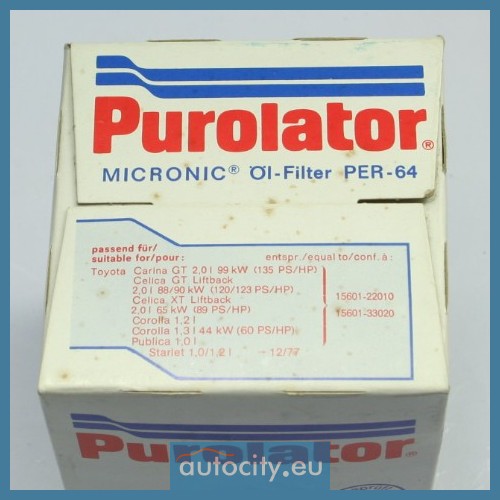 Purolator®
MICRONIC® Öl-Filter PER-64
passend für/
suitable for/pour:
entspr./equal to/conf. à:
Toyota Carina GT 2,0 l 99 kW (135 PS/HP)
Celica GT Liftback
2,0 l 88/90 kW (120/123 PS/HP)
Celica XT Liftback
2,0 l 65 kW (89 PS/HP)
Corolla 1,2 l
Corolla 1,3 l 44 kW (60 PS/HP)
Publica 1,0 l
Starlet 1,0/1,2 l -12/77
15601-22010
15601-33020
Purolator®
autocity.eu